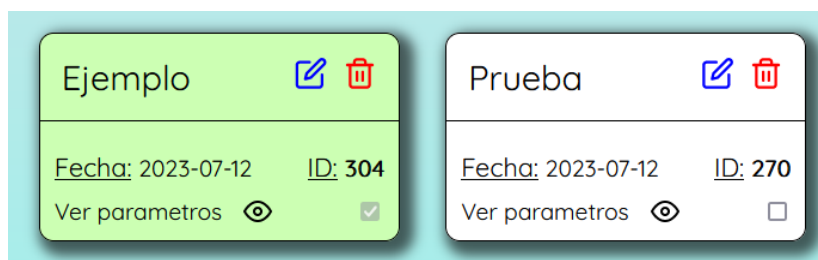 Ejemplo
Fecha: 2023-07-12 ID: 304
Ver parametros
Prueba
Fecha: 2023-07-12 ID: 270
Ver parametros